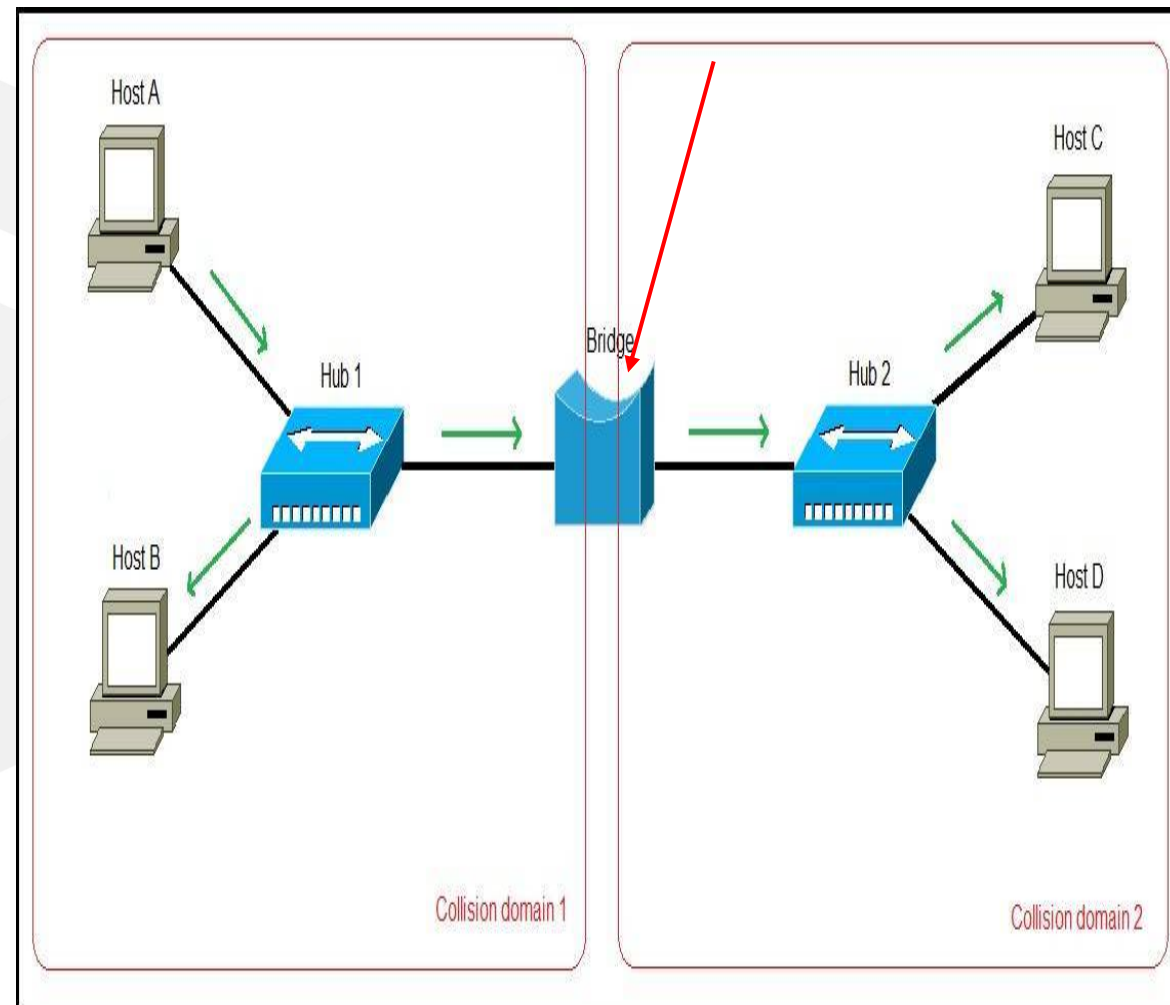 Host A
Host C
Bridge
Hub 1
Hub 2
Host B
Host D
Collision domain 1
Collision domain 2